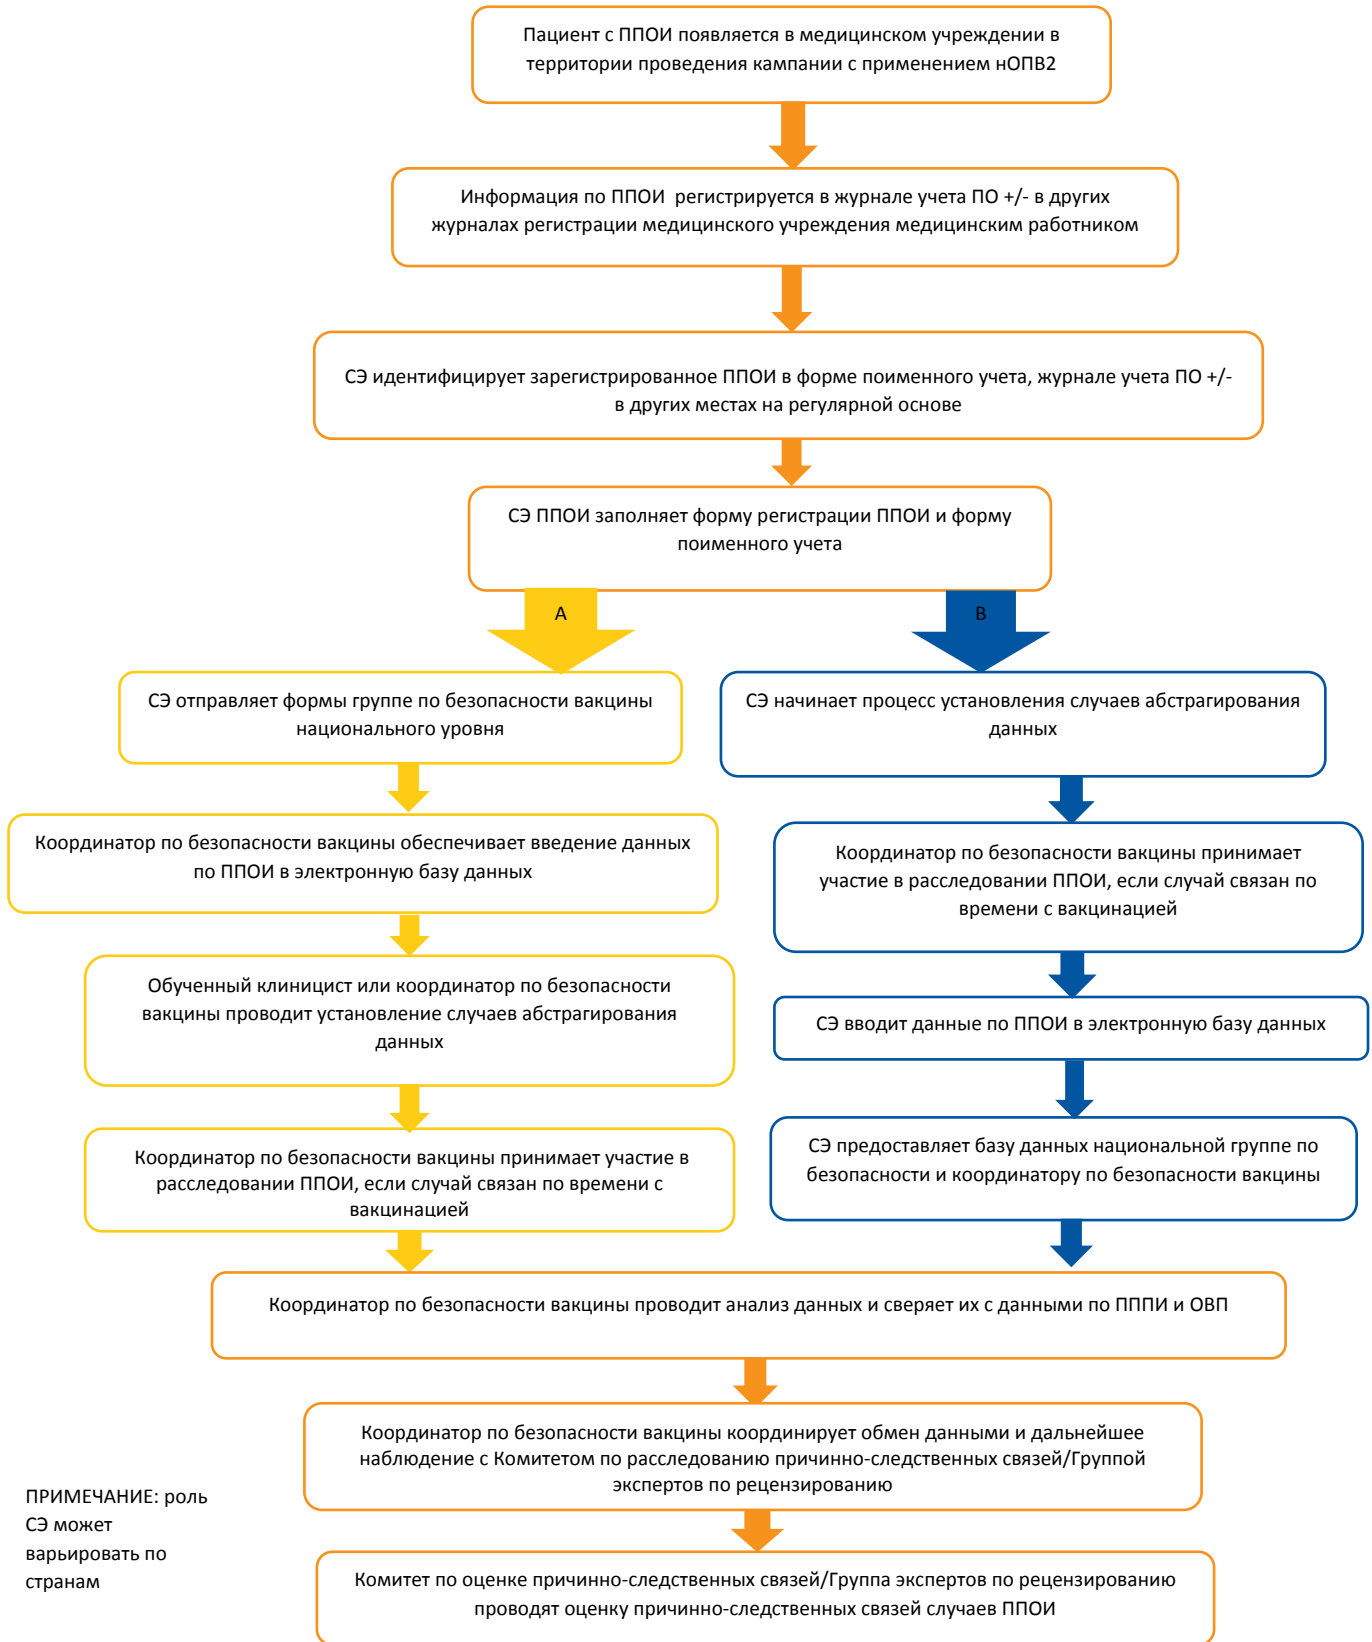 Пациент с ППОИ появляется в медицинском учреждении в
территории проведения кампании с применением нОПВ2
Информация по ППОИ регистрируется в журнале учета ПО +/- в других
журналах регистрации медицинского учреждения медицинским работником
СЭ идентифицирует зарегистрированное ППОИ в форме поименного учета, журнале учета ПО +/-
в других местах на регулярной основе
СЭ ППОИ заполняет форму регистрации ППОИ и форму
поименного учета
A
B
СЭ отправляет формы группе по безопасности вакцины
национального уровня
Координатор по безопасности вакцины обеспечивает введение данных
по ППОИ в электронную базу данных
Обученный клиницист или координатор по безопасности
вакцины проводит установление случаев абстрагирования
данных
Координатор по безопасности вакцины принимает участие в
расследовании ППОИ, если случай связан по времени с
вакцинацией
СЭ начинает процесс установления случаев абстрагирования
данных
Координатор по безопасности вакцины принимает
участие в расследовании ППОИ, если случай связан по
времени с вакцинацией
СЭ вводит данные по ППОИ в электронную базу данных
СЭ предоставляет базу данных национальной группе по
безопасности и координатору по безопасности вакцины
Координатор по безопасности вакцины проводит анализ данных и сверяет их с данными по ПППИ и ОВП
Координатор по безопасности вакцины координирует обмен данными и дальнейшее
наблюдение с Комитетом по расследованию причинно-следственных связей/Группой
экспертов по рецензированию
Комитет по оценке причинно-следственных связей/Группа экспертов по рецензированию
проводят оценку причинно-следственных связей случаев ППОИ
ПРИМЕЧАНИЕ: роль
СЭ может
варьировать по
странам